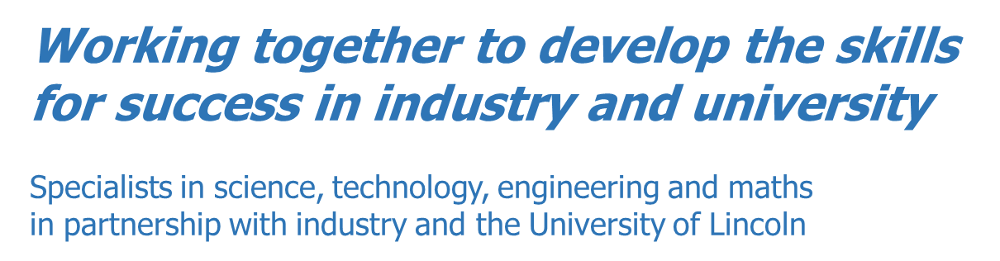 Working together to develop the skills
for success in industry and university
Specialists in science, technology, engineering and maths
in partnership with industry and the University of Lincoln